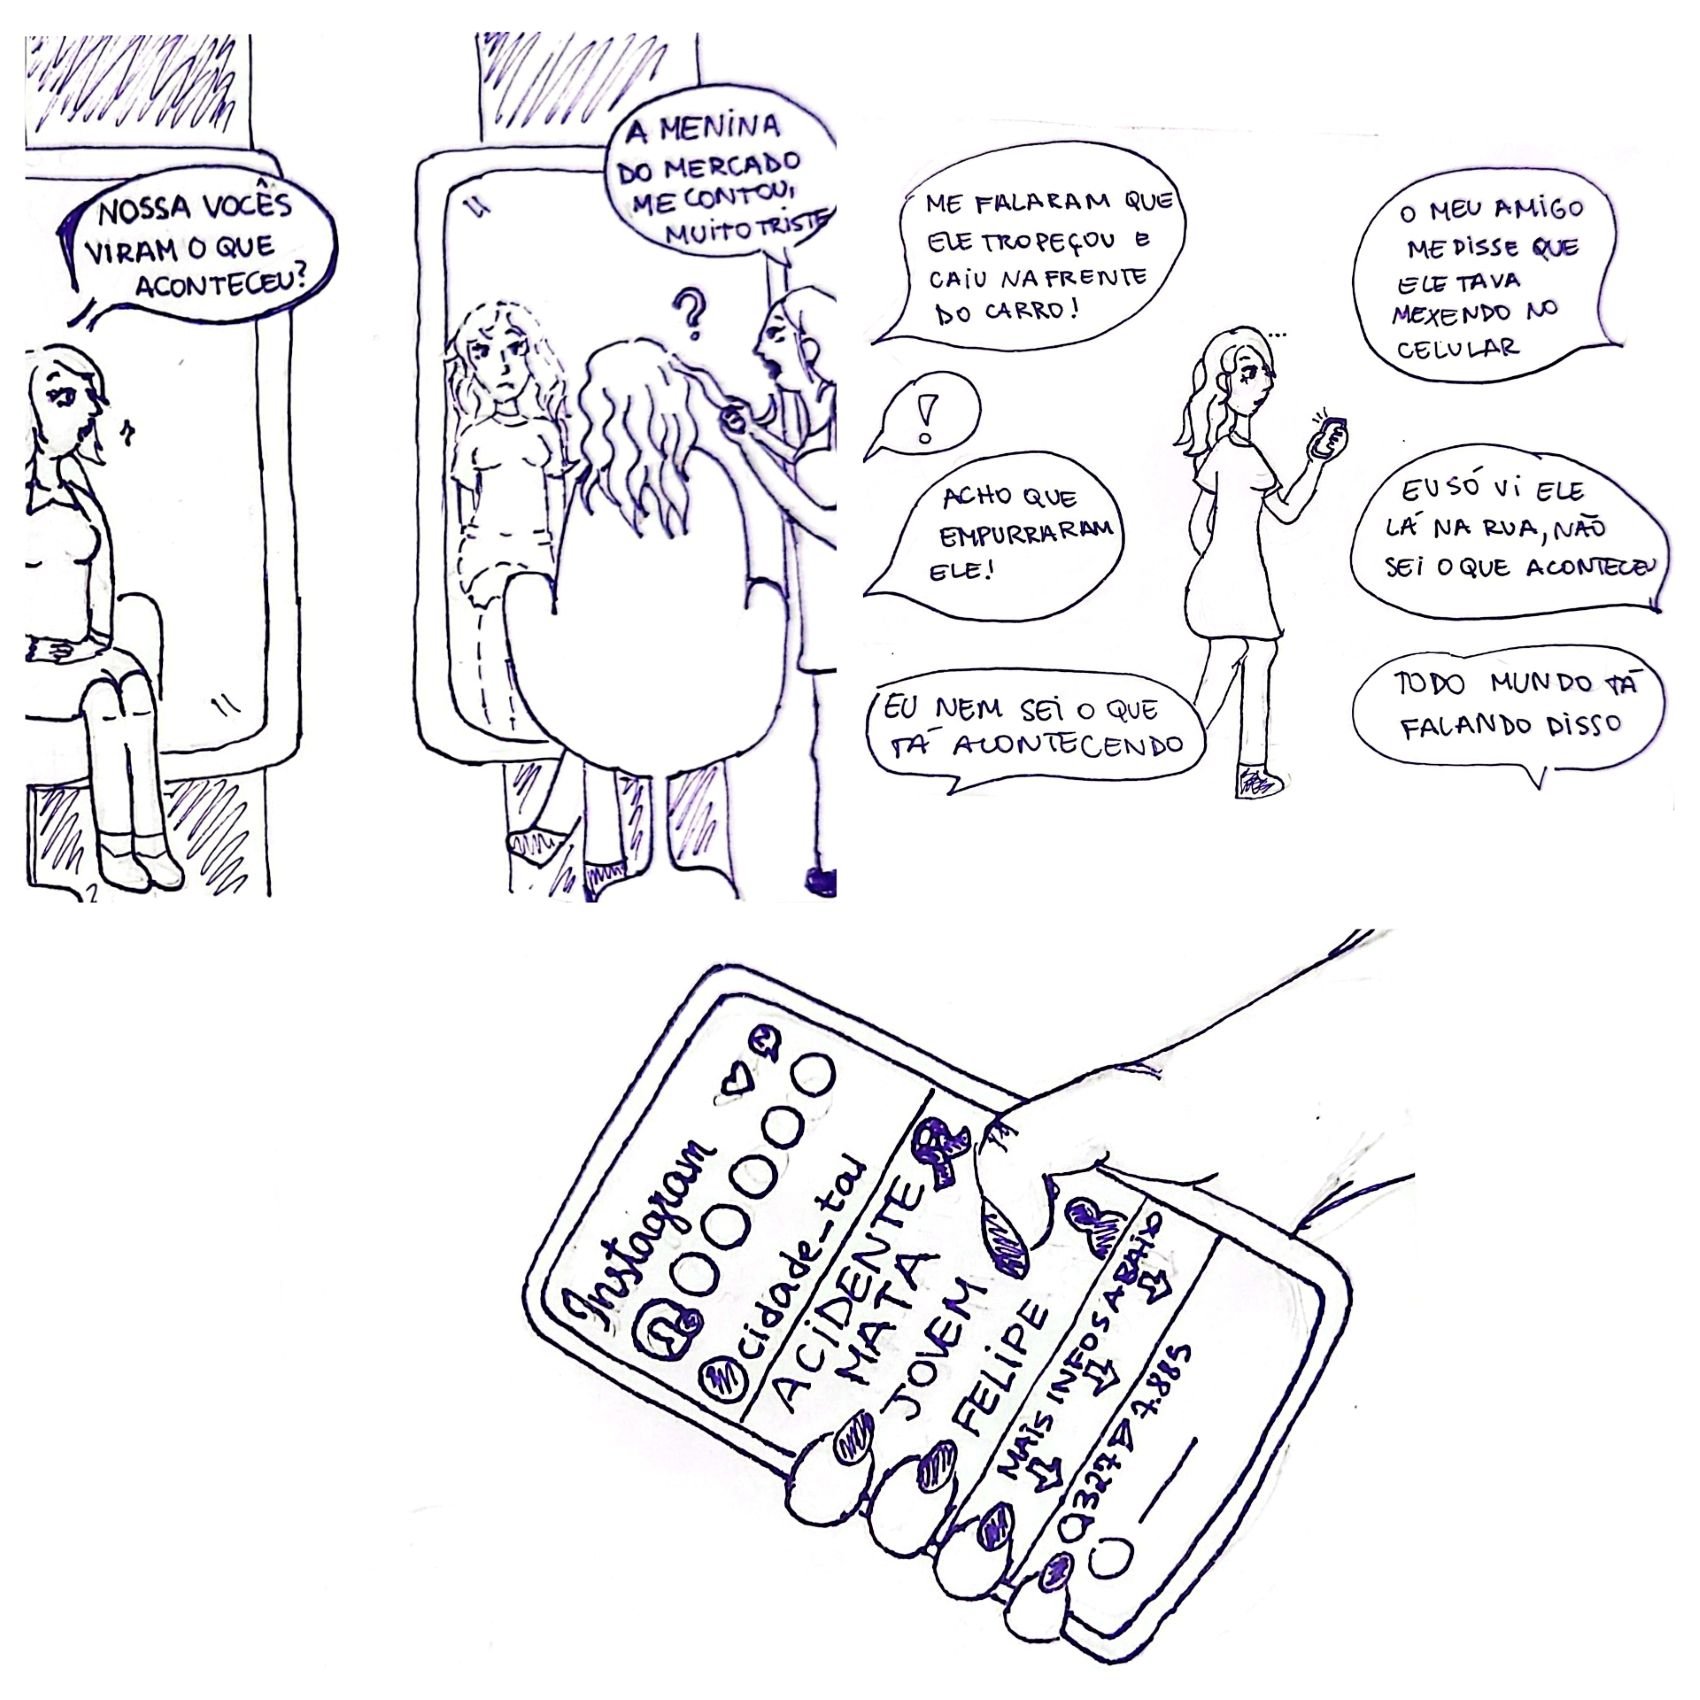 NOSSA VOCÊS
VIRAM O QUE
ACONTECEU?
A MENINA
DO MERCADO
ME CONTOU,
MUITO TRISTE
?
ME FALARAM QUE
ELE TROPEÇOU E
CAIU NA FRENTE
DO CARRO!
!
ACHO QUE
EMPURRARAM
ELE!
EU NEM SEI O QUE
TÁ ACONTECENDO
...
O MEU AMIGO
ME DISSE QUE
ELE TAVA
MEXENDO NO
CELULAR
EU SÓ VI ELE
LÁ NA RUA, NÃO
SEI O QUE ACONTECEU
TODO MUNDO TÁ
FALANDO DISSO
Instagram
cidade_tal
ACIDENTE
MATA
JOVEM
FELIPE
MAIS INFOS ABAIXO
327 7.885